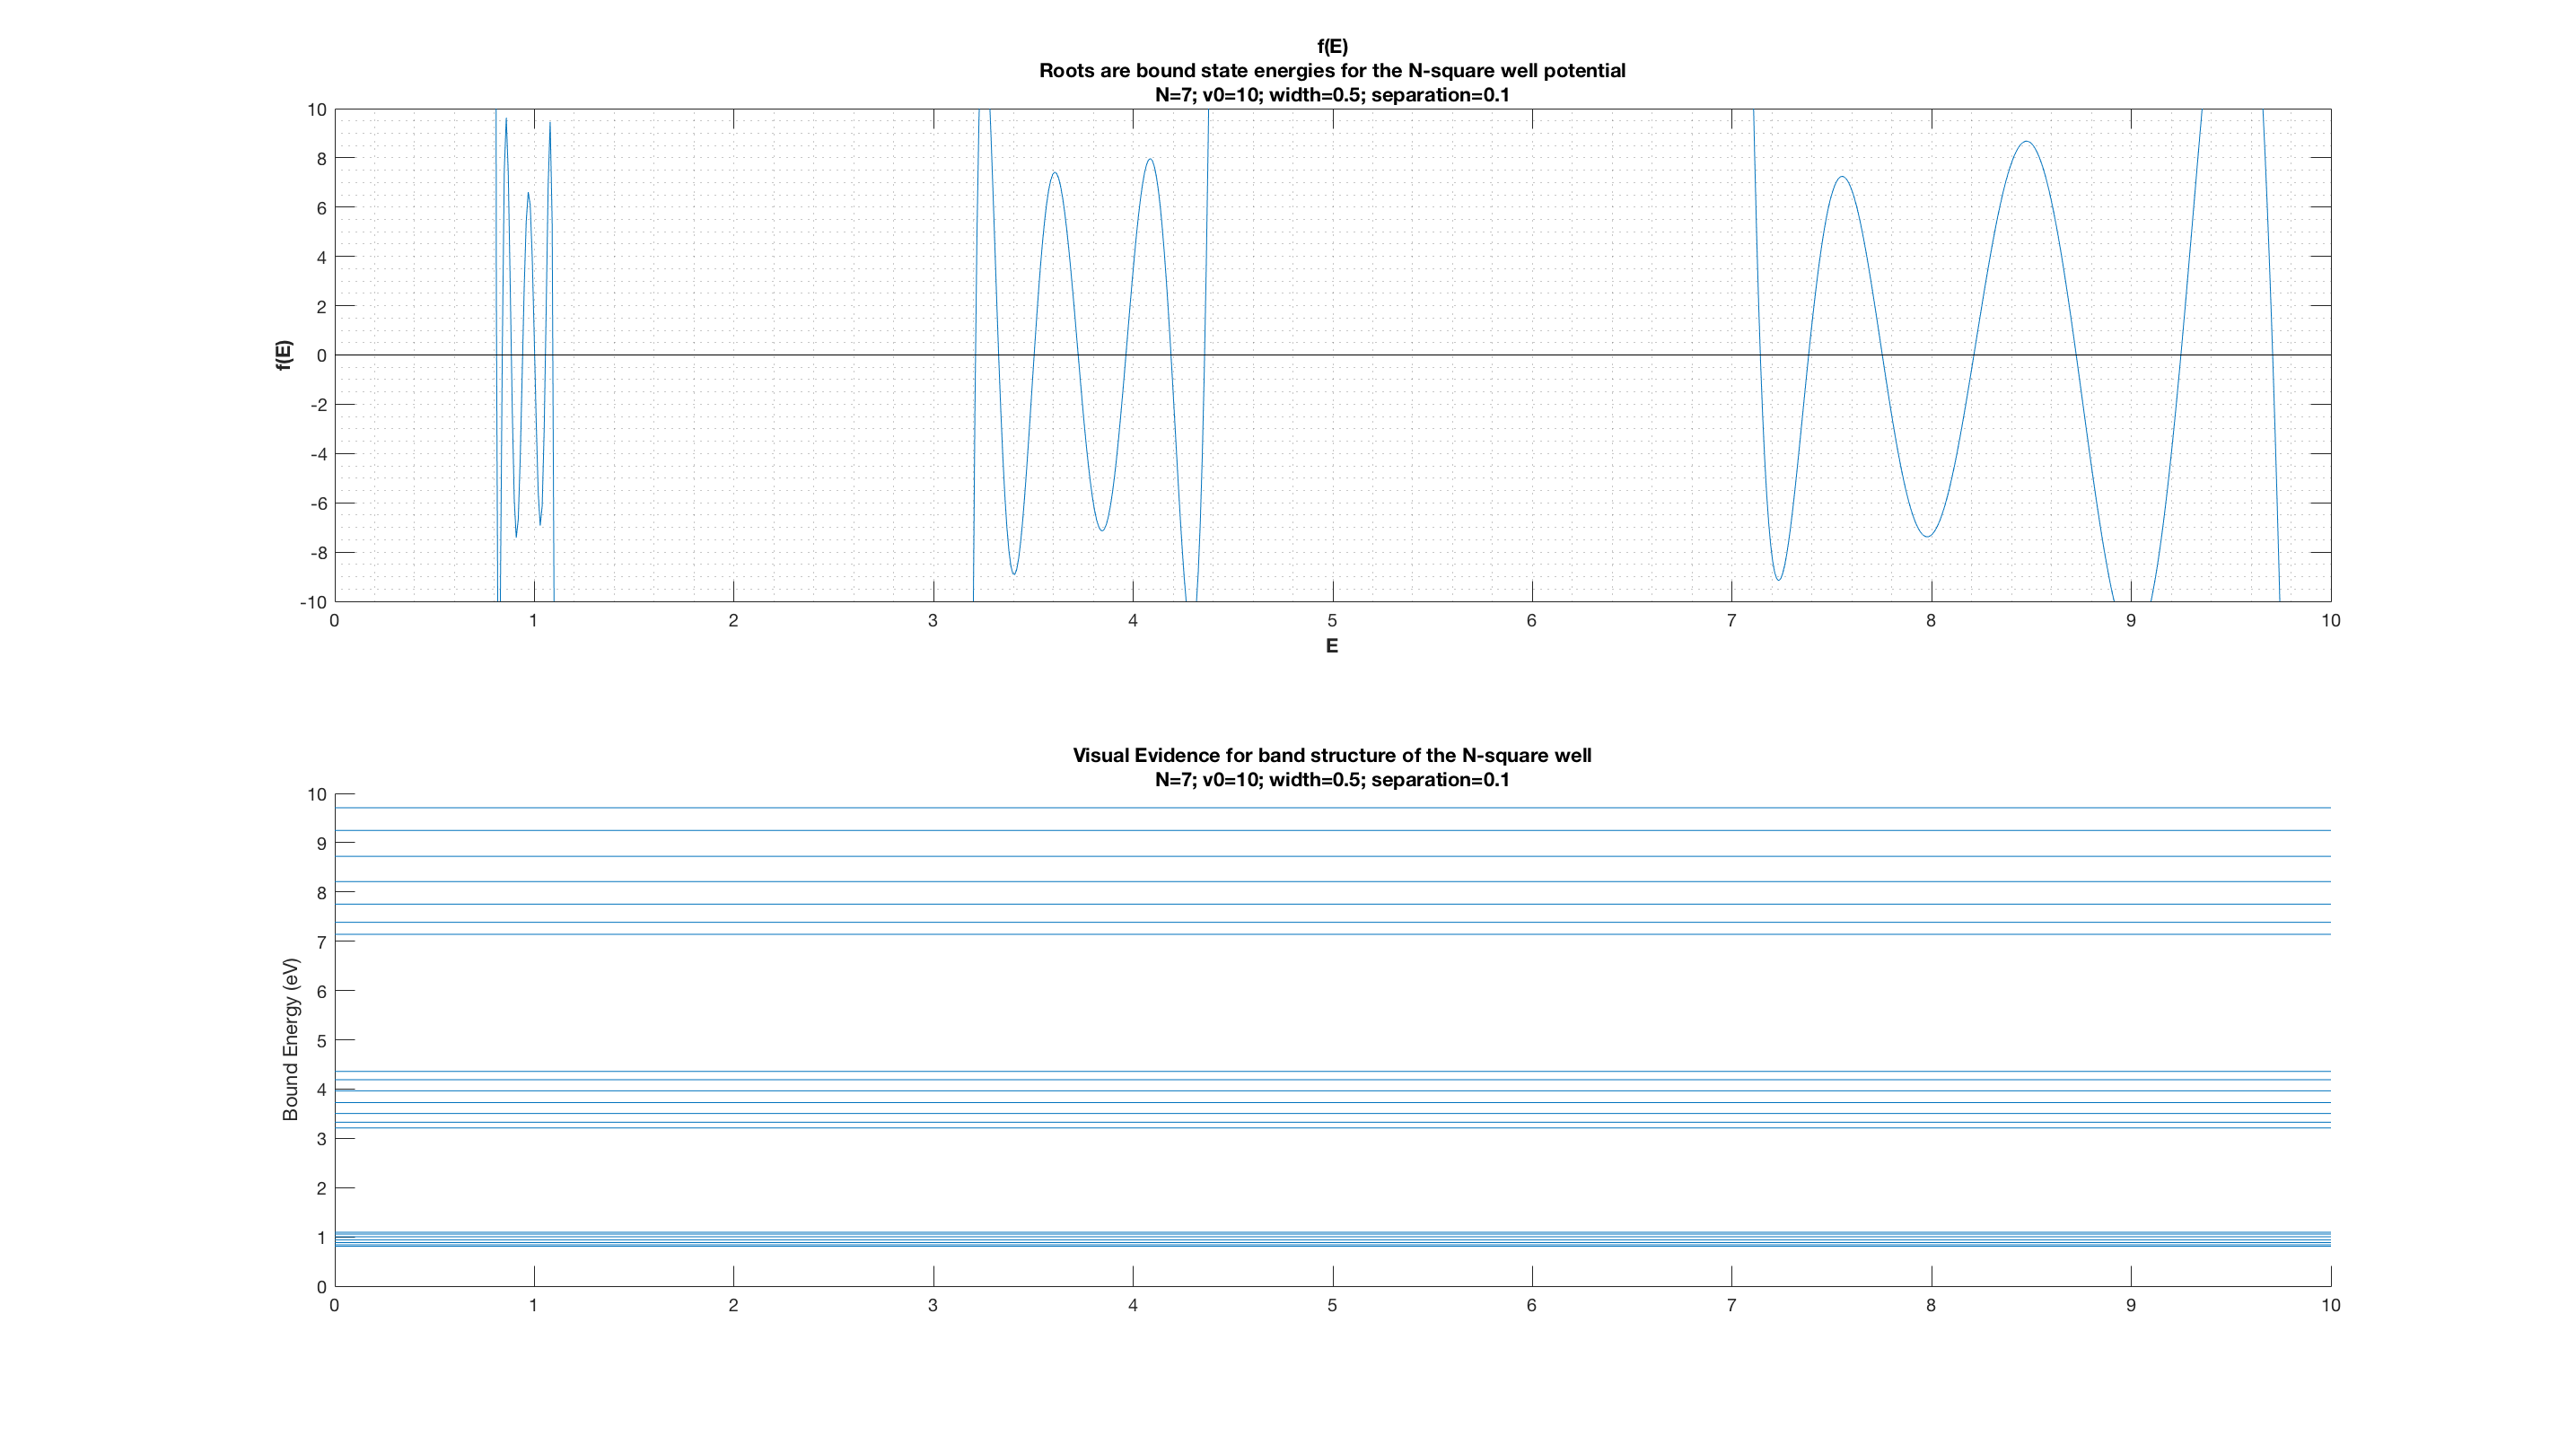 f(E)
Roots are bound state energies for the N-square well potential
N=7; v0=10; width=0.5; separation=0.1
10
8
6
4
2
0
-2
-4
-6
-8
-10
f(E)
0 1 2 3 4 5 6 7 8 9 10
E
Visual Evidence for band structure of the N-square well
N=7; v0=10; width=0.5; separation=0.1
10
9
8
7
6
5
4
3
2
1
0
Bound Energy (eV)
0 1 2 3 4 5 6 7 8 9 10